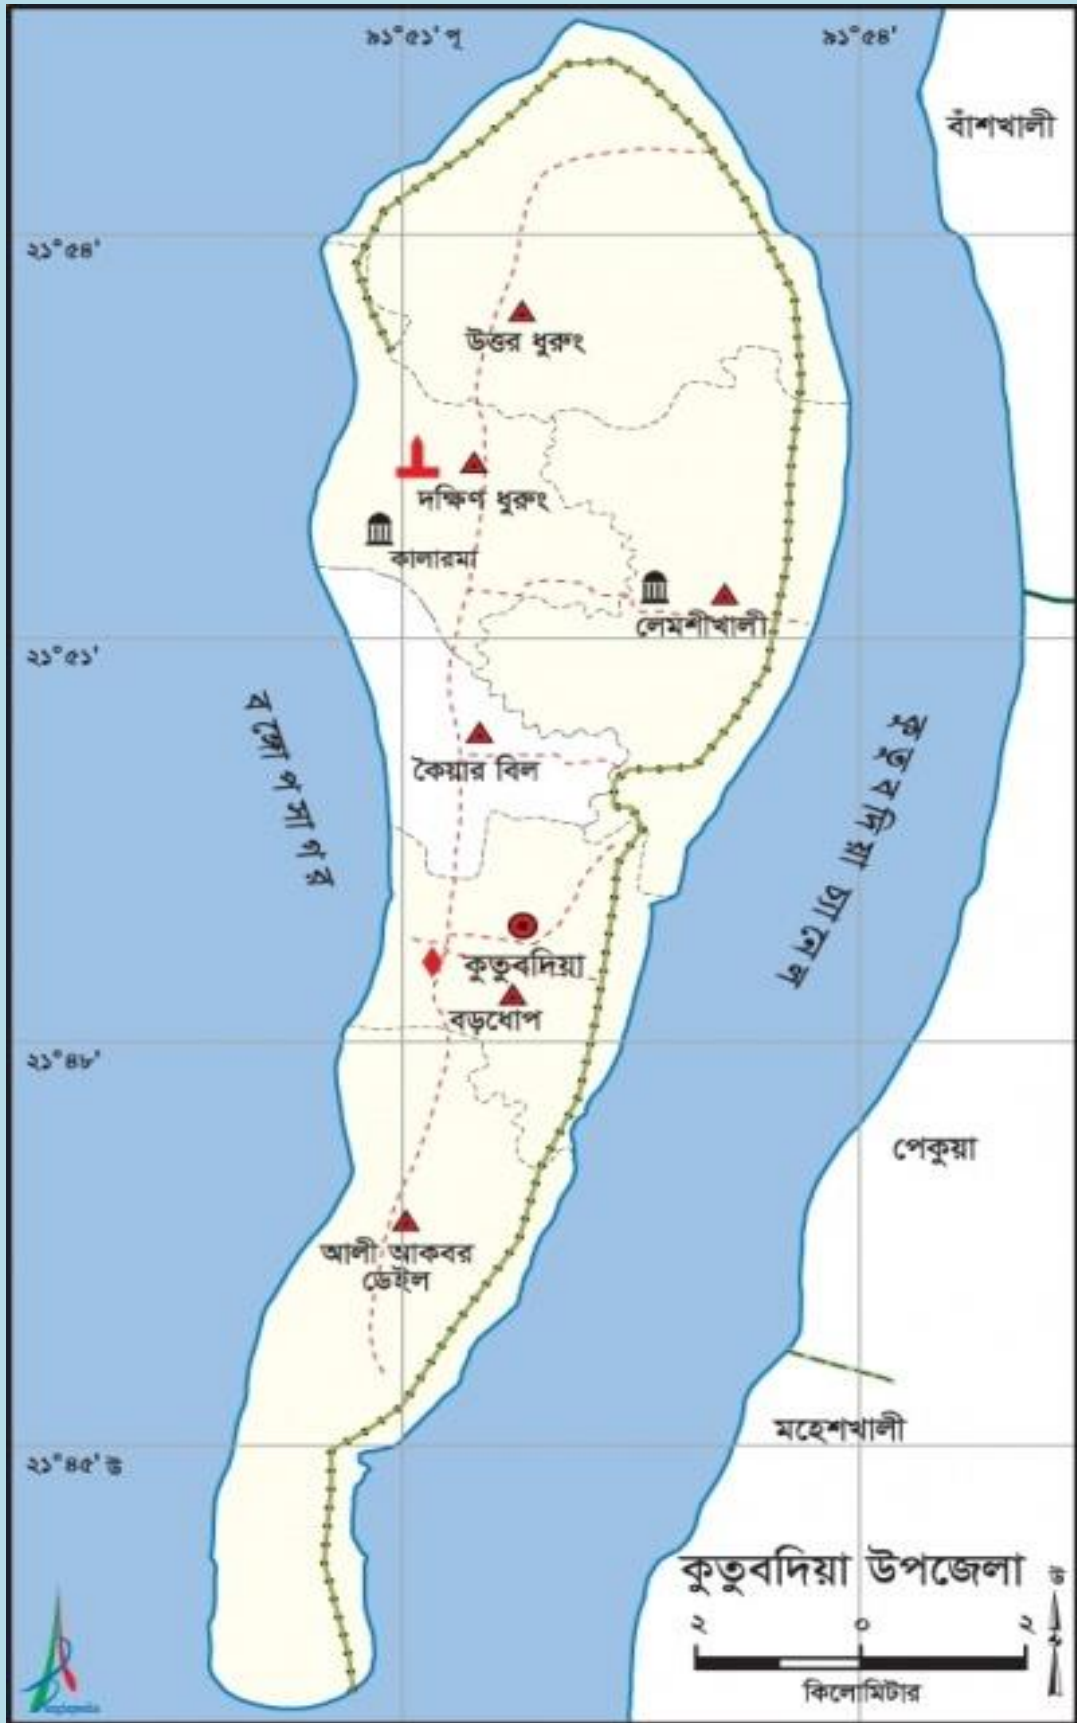 ৯১°৫১' পূ
৯১°৫৪'
বাঁশখালী
২১°৫৪'
উত্তর ধুরুং
দক্ষিণ ধুরুং
কালারমা
লেমশীখালী
২১°৫১'
বঙ্গোপসাগর
কুতুবদিয়া চ্যানেল
কৈয়ার বিল
কুতুবদিয়া
বড়ঘোপ
২১°৪৮'
পেকুয়া
আলী আকবর
ডেইল
মহেশখালী
২১°৪৫' উ
কুতুবদিয়া উপজেলা
উ
২ ০ ২
কিলোমিটার